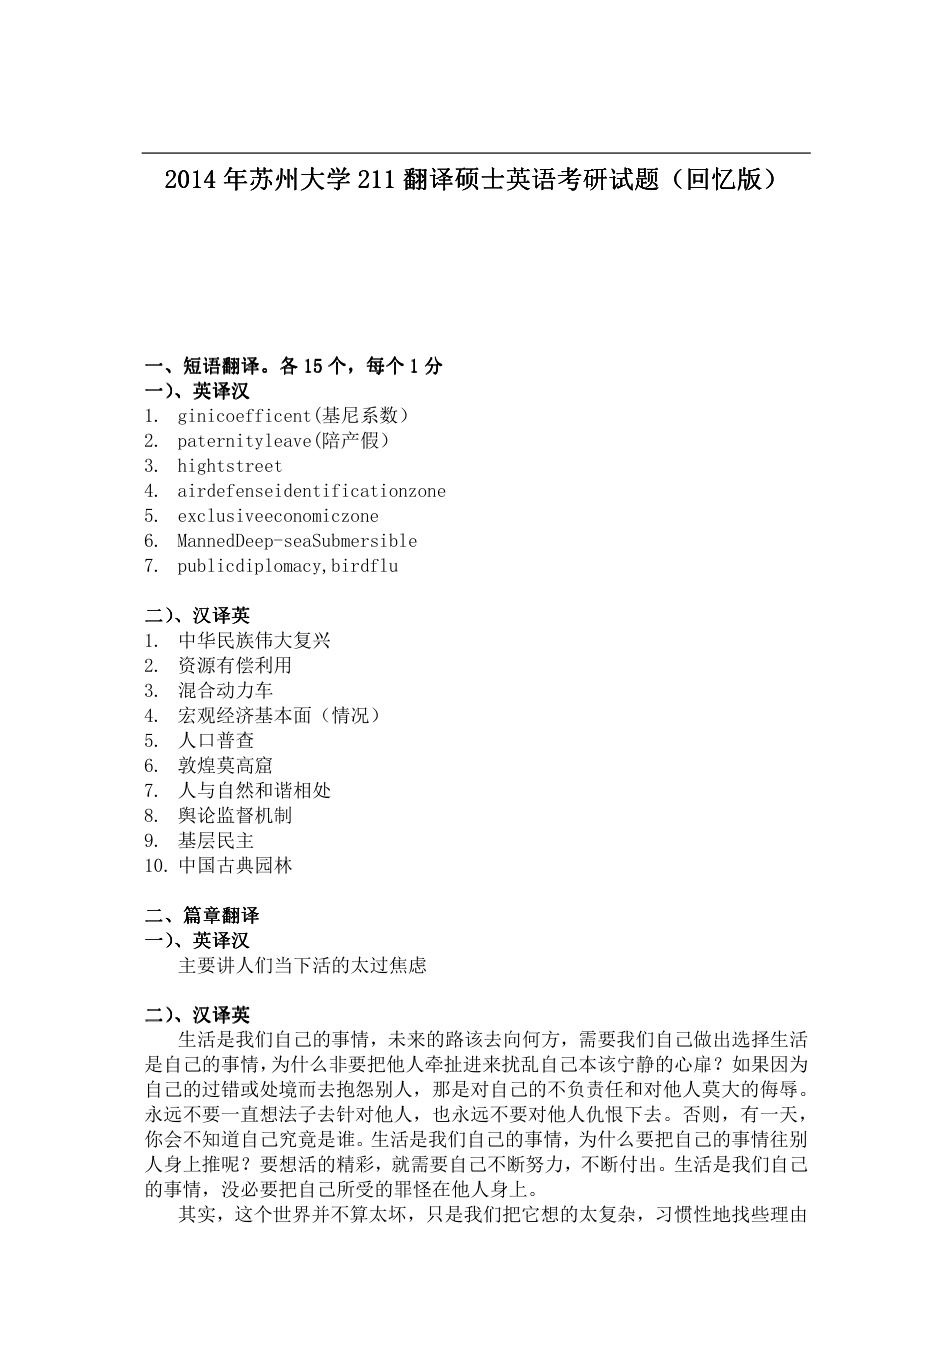 2014 年苏州大学 211 翻译硕士英语考研试题（回忆版）
一、短语翻译。各 15 个，每个 1 分
一）、英译汉
1. ginicoefficent(基尼系数）
2. paternityleave(陪产假）
3. hightstreet
4. airdefenseidentificationzone
5. exclusiveeconomiczone
6. MannedDeep-seaSubmersible
7. publicdiplomacy,birdflu
二）、汉译英
1. 中华民族伟大复兴
2. 资源有偿利用
3. 混合动力车
4. 宏观经济基本面（情况）
5. 人口普查
6. 敦煌莫高窟
7. 人与自然和谐相处
8. 舆论监督机制
9. 基层民主
10. 中国古典园林
二、篇章翻译
一）、英译汉
主要讲人们当下活的太过焦虑
二）、汉译英
生活是我们自己的事情，未来的路该去向何方，需要我们自己做出选择生活
是自己的事情，为什么非要把他人牵扯进来扰乱自己本该宁静的心扉？如果因为
自己的过错或处境而去抱怨别人，那是对自己的不负责任和对他人莫大的侮辱。
永远不要一直想法子去针对他人，也永远不要对他人仇恨下去。否则，有一天，
你会不知道自己究竟是谁。生活是我们自己的事情，为什么要把自己的事情往别
人身上推呢？要想活的精彩，就需要自己不断努力，不断付出。生活是我们自己
的事情，没必要把自己所受的罪怪在他人身上。
其实，这个世界并不算太坏，只是我们把它想的太复杂，习惯性地找些理由